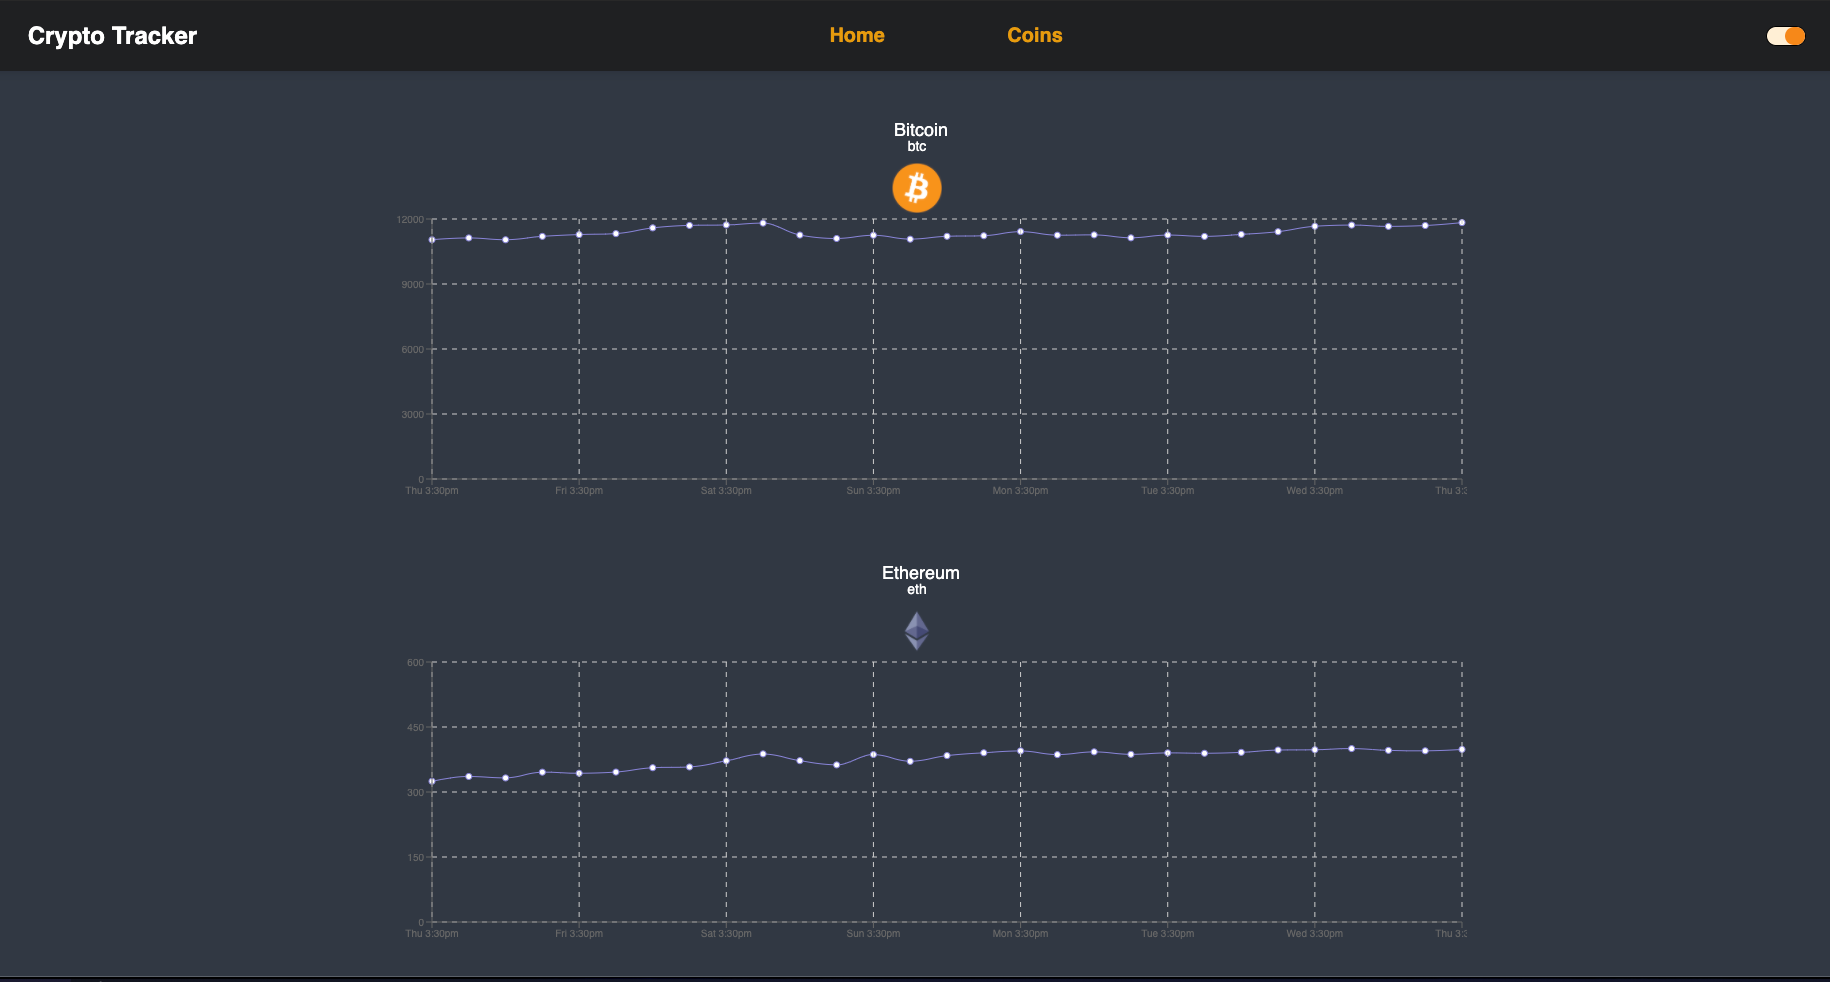 Crypto Tracker
Home
Coins
Bitcoin
btc
12000
9000
6000
3000
0
Thu 3:30pm Fri 3:30pm Sat 3:30pm Sun 3:30pm Mon 3:30pm Tue 3:30pm Wed 3:30pm Thu 3:3
Ethereum
eth
600
450
300
150
0
Thu 3:30pm Fri 3:30pm Sat 3:30pm Sun 3:30pm Mon 3:30pm Tue 3:30pm Wed 3:30pm Thu 3:3